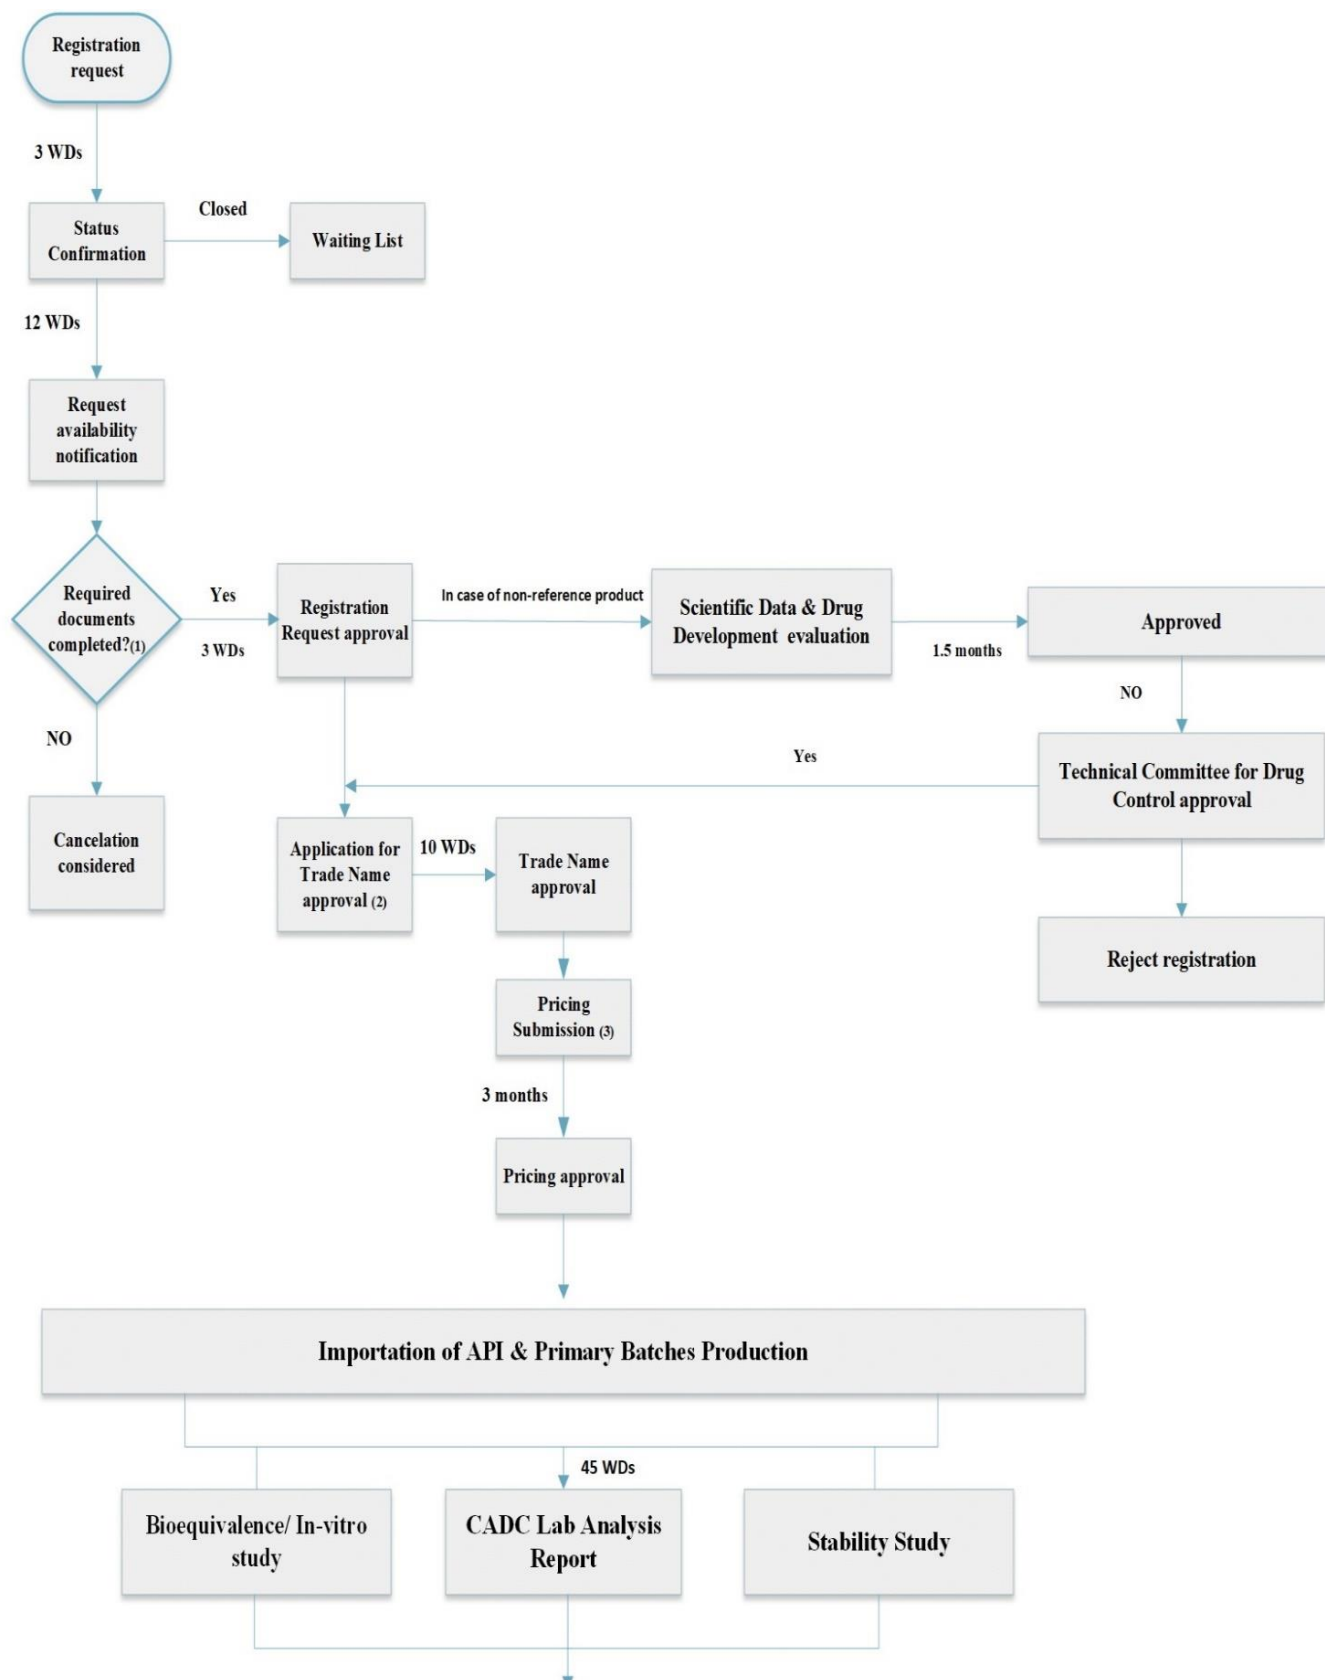 Registration
request
3 WDs
Status
Confirmation
Closed
Waiting List
12 WDs
Request
availability
notification
Required
documents
completed?(1)
Yes
3 WDs
Registration
Request approval
In case of non-reference product
Scientific Data & Drug
Development evaluation
1.5 months
Approved
NO
NO
Technical Committee for Drug
Control approval
Yes
Cancelation
considered
Application for
Trade Name
approval (2)
10 WDs
Trade Name
approval
Reject registration
Pricing
Submission (3)
3 months
Pricing approval
Importation of API & Primary Batches Production
45 WDs
Bioequivalence/ In-vitro
study
CADC Lab Analysis
Report
Stability Study